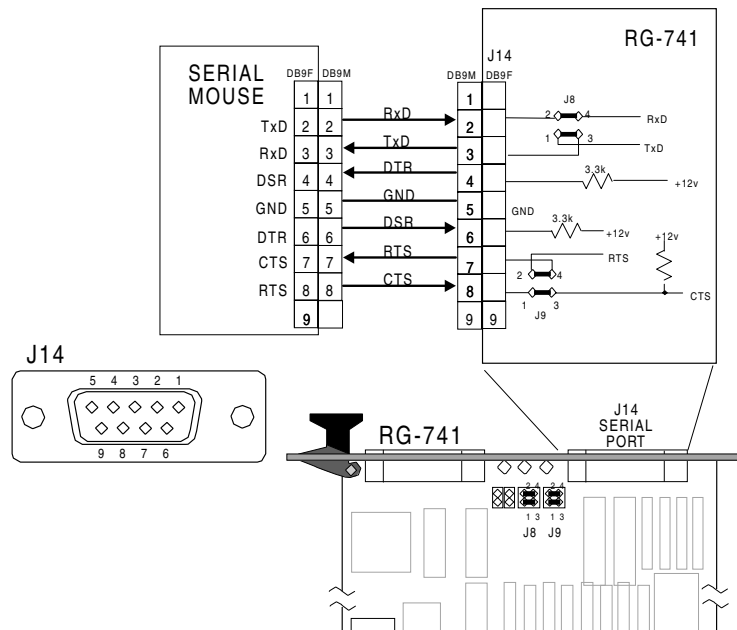 SERIAL
MOUSE
DB9F DB9M
1 1
TxD 2 2
RxD 3 3
DSR 4 4
GND 5 5
DTR 6 6
CTS 7 7
RTS 8 8
9
RxD
TxD
DTR
GND
DSR
RTS
CTS
RG-741
J14
DB9M DB9F
1
2
3
4
5
6
7
8
9 9
J8
2 4
RxD
1 3
TxD
3.3k
+12v
GND
3.3k
+12v
+12v
RTS
2 4
CTS
1 3
J9
J14
5 4 3 2 1
9 8 7 6
RG-741
J14
SERIAL
PORT
2 4 2 4
1 3 1 3
J8 J9